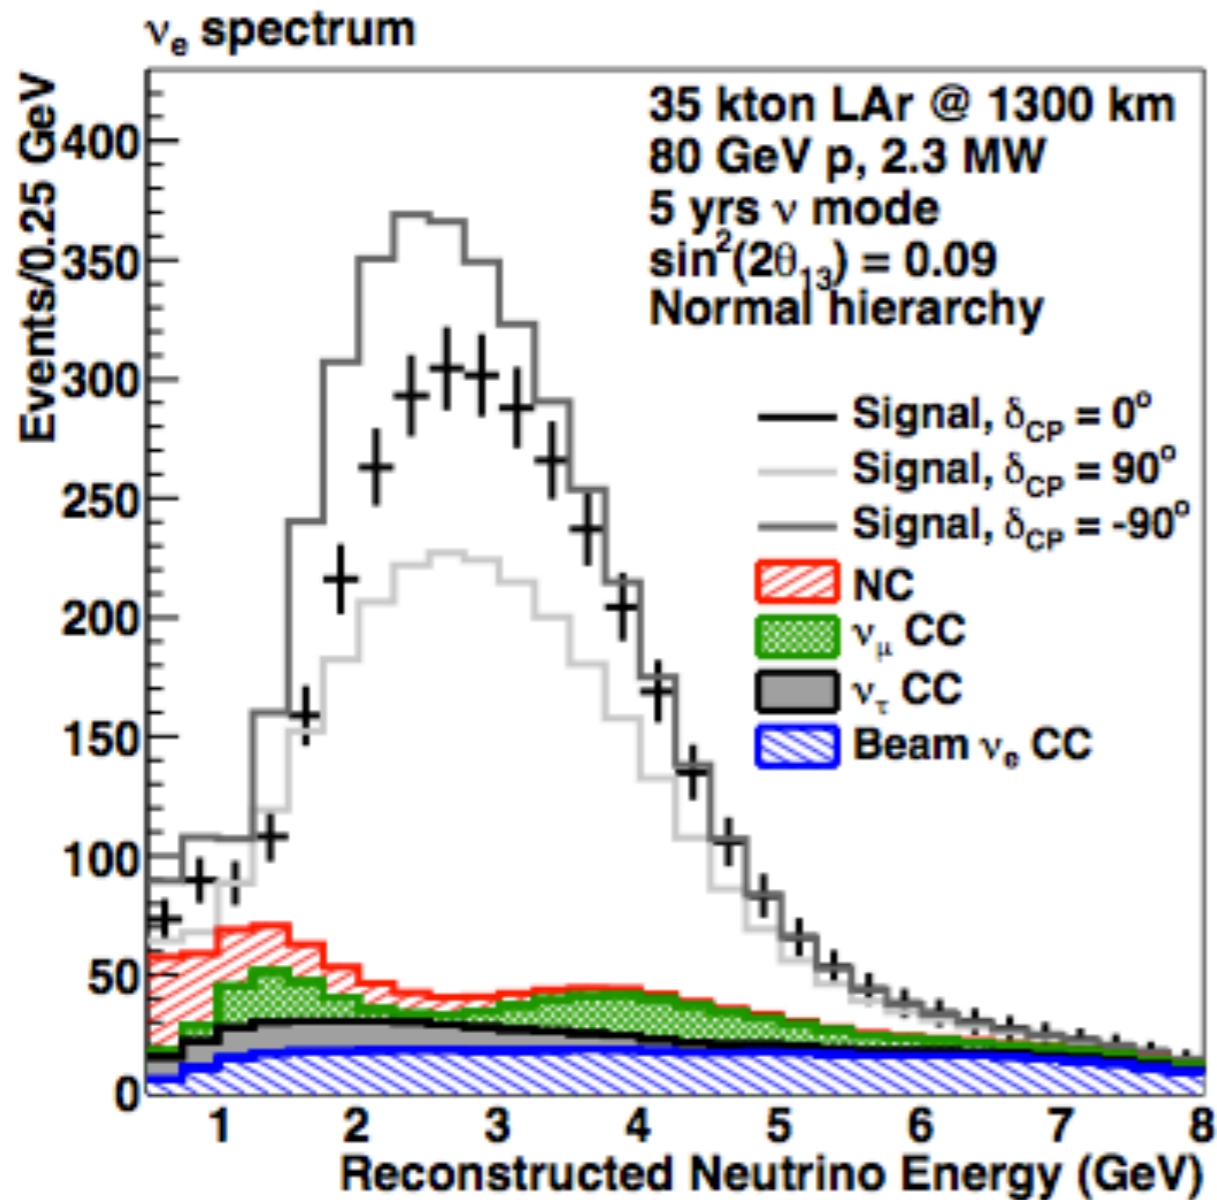 νe spectrum
Events/0.25 GeV
400
350
300
250
200
150
100
50
0
35 kton LAr @ 1300 km
80 GeV p, 2.3 MW
5 yrs ν mode
sin²(2θ₁₃) = 0.09
Normal hierarchy
Signal, δCP = 0°
Signal, δCP = 90°
Signal, δCP = -90°
NC
νμ CC
ντ CC
Beam νe CC
1 2 3 4 5 6 7 8
Reconstructed Neutrino Energy (GeV)